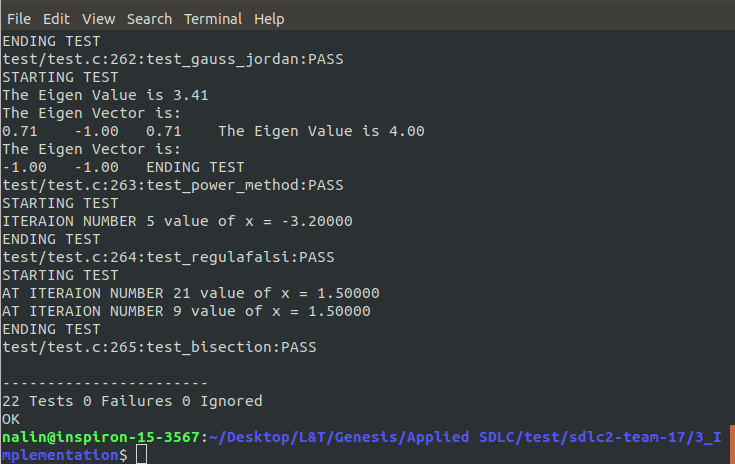 File Edit View Search Terminal Help
ENDING TEST
test/test.c:262:test_gauss_jordan:PASS
STARTING TEST
The Eigen Value is 3.41
The Eigen Vector is:
0.71    -1.00   0.71    The Eigen Value is 4.00
The Eigen Vector is:
-1.00   -1.00   ENDING TEST
test/test.c:263:test_power_method:PASS
STARTING TEST
ITERAION NUMBER 5 value of x = -3.20000
ENDING TEST
test/test.c:264:test_regulafalsi:PASS
STARTING TEST
AT ITERAION NUMBER 21 value of x = 1.50000
AT ITERAION NUMBER 9 value of x = 1.50000
ENDING TEST
test/test.c:265:test_bisection:PASS
-----------------------
22 Tests 0 Failures 0 Ignored
OK
nalin@inspiron-15-3567:~/Desktop/L&T/Genesis/Applied SDLC/test/sdlc2-team-17/3_I
mplementation$